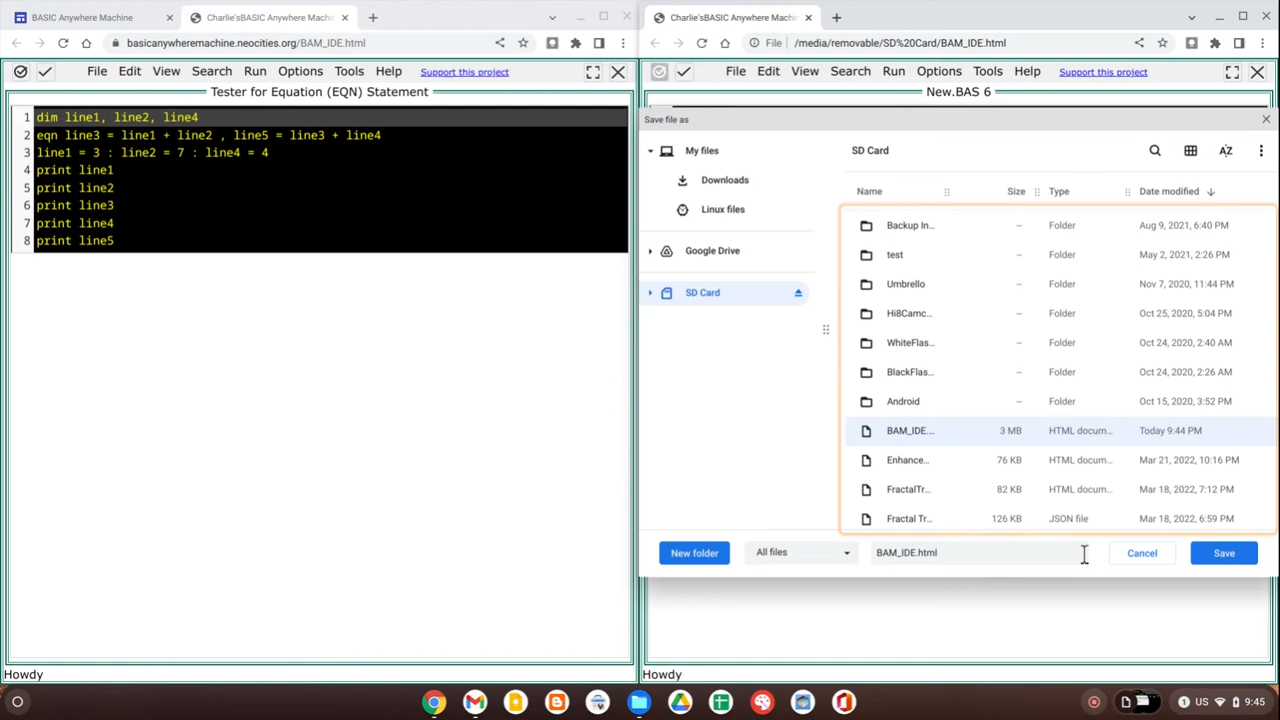 BASIC Anywhere Machine
Charlie'sBASIC Anywhere Machi
basicanywheremachine.neocities.org/BAM_IDE.html
File Edit View Search Run Options Tools Help Support this project
Tester for Equation (EQN) Statement
1 dim line1, line2, line4
2 eqn line3 = line1 + line2 , line5 = line3 + line4
3 line1 = 3 : line2 = 7 : line4 = 4
4 print line1
5 print line2
6 print line3
7 print line4
8 print line5
Howdy
Charlie'sBASIC Anywhere Machin
File /media/removable/SD%20Card/BAM_IDE.html
File Edit View Search Run Options Tools Help Support this project
New.BAS 6
Save file as
My files
Downloads
Linux files
Google Drive
SD Card
SD Card
AZ
Name Size Type Date modified
Backup In... -- Folder Aug 9, 2021, 6:40 PM
test -- Folder May 2, 2021, 2:26 PM
Umbrello -- Folder Nov 7, 2020, 11:44 PM
Hi8Camc... -- Folder Oct 25, 2020, 5:04 PM
WhiteFlas... -- Folder Oct 24, 2020, 2:40 AM
BlackFlas... -- Folder Oct 24, 2020, 2:26 AM
Android -- Folder Oct 15, 2020, 3:52 PM
BAM_IDE.... 3 MB HTML docum... Today 9:44 PM
Enhance... 76 KB HTML docum... Mar 21, 2022, 10:16 PM
FractalTr... 82 KB HTML docum... Mar 18, 2022, 7:12 PM
Fractal Tr... 126 KB JSON file Mar 18, 2022, 6:59 PM
New folder All files BAM_IDE.html Cancel Save
Howdy
1 US 9:45